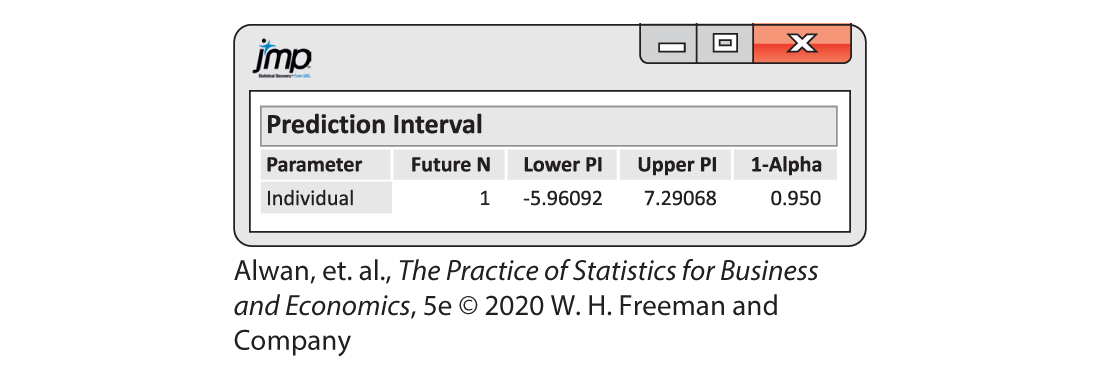 jmp
Statistical Discovery. From SAS.
X
Prediction Interval
Parameter Future N Lower PI Upper PI 1-Alpha
Individual 1 -5.96092 7.29068 0.950
Alwan, et. al., The Practice of Statistics for Business
and Economics, 5e © 2020 W. H. Freeman and
Company